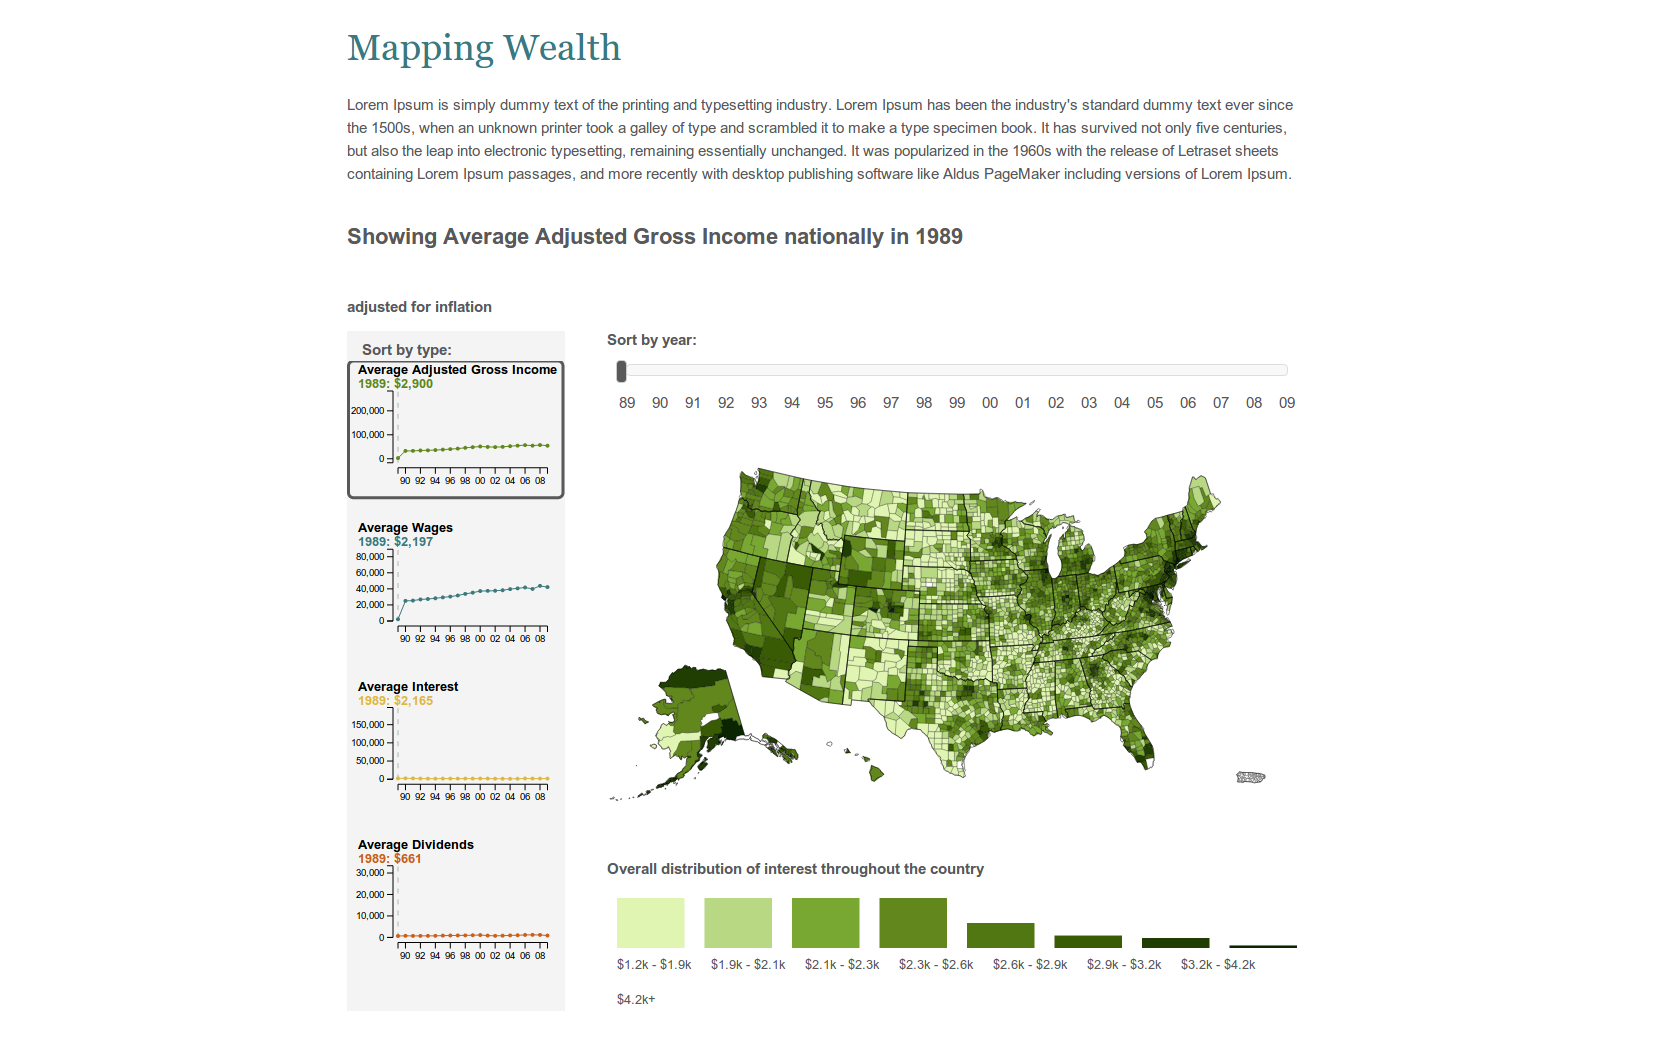 Mapping Wealth
Lorem Ipsum is simply dummy text of the printing and typesetting industry. Lorem Ipsum has been the industry's standard dummy text ever since
the 1500s, when an unknown printer took a galley of type and scrambled it to make a type specimen book. It has survived not only five centuries,
but also the leap into electronic typesetting, remaining essentially unchanged. It was popularized in the 1960s with the release of Letraset sheets
containing Lorem Ipsum passages, and more recently with desktop publishing software like Aldus PageMaker including versions of Lorem Ipsum.
Showing Average Adjusted Gross Income nationally in 1989
adjusted for inflation
Sort by type:
Average Adjusted Gross Income
1989: $2,900
200,000
100,000
0
90 92 94 96 98 00 02 04 06 08
Average Wages
1989: $2,197
80,000
60,000
40,000
20,000
0
90 92 94 96 98 00 02 04 06 08
Average Interest
1989: $2,165
150,000
100,000
50,000
0
90 92 94 96 98 00 02 04 06 08
Average Dividends
1989: $661
30,000
20,000
10,000
0
90 92 94 96 98 00 02 04 06 08
Sort by year:
89 90 91 92 93 94 95 96 97 98 99 00 01 02 03 04 05 06 07 08 09
Overall distribution of interest throughout the country
$1.2k - $1.9k $1.9k - $2.1k $2.1k - $2.3k $2.3k - $2.6k $2.6k - $2.9k $2.9k - $3.2k $3.2k - $4.2k
$4.2k+